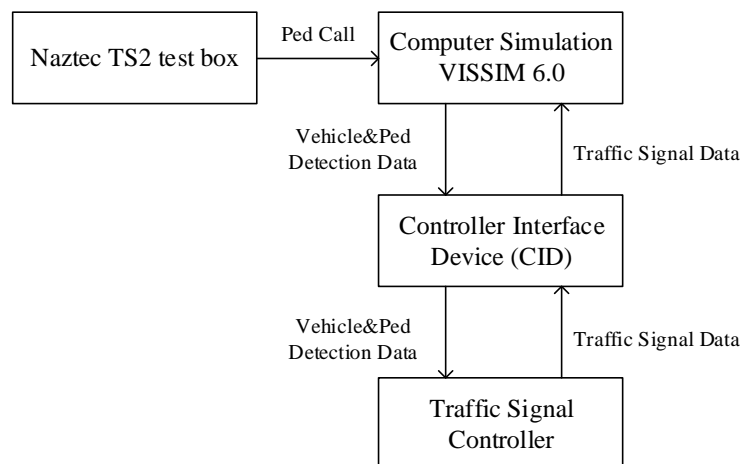 Naztec TS2 test box
Ped Call
Computer Simulation
VISSIM 6.0
Vehicle&Ped
Detection Data
Traffic Signal Data
Controller Interface
Device (CID)
Vehicle&Ped
Detection Data
Traffic Signal Data
Traffic Signal
Controller